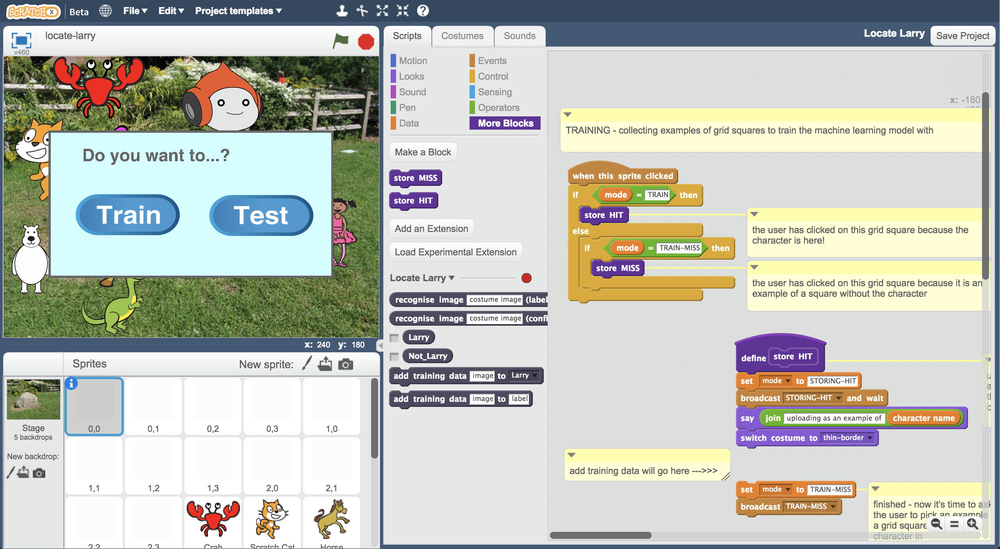 SCRATCHX
Beta
File
Edit
Project templates
locate-larry
v460
Scripts
Costumes
Sounds
Locate Larry
Save Project
Do you want to...?
Train
Test
x: 240 y: 180
Motion
Looks
Sound
Pen
Data
Events
Control
Sensing
Operators
More Blocks
Make a Block
store MISS
store HIT
Add an Extension
Load Experimental Extension
Locate Larry
recognise image costume image (label
recognise image costume image (confi
Larry
Not_Larry
add training data image to Larry
add training data image to label
x: -180
TRAINING - collecting examples of grid squares to train the machine learning model with
when this sprite clicked
if mode = TRAIN then
store HIT
else
if mode = TRAIN-MISS then
store MISS
the user has clicked on this grid square because the
character is here!
the user has clicked on this grid square because it is an
example of a square without the character
define store HIT
set mode to STORING-HIT
broadcast STORING-HIT and wait
say join uploading as an example of character name
switch costume to thin-border
add training data will go here --->>>
set mode to TRAIN-MISS
broadcast TRAIN-MISS
finished - now it's time to ask
the user to pick an example
a grid square
character in
Sprites
New sprite:
Stage
5 backdrops
New backdrop:
0,0
0,1
0,2
0,3
1,0
1,1
1,2
1,3
2,0
2,1
2,2
2,3
Crab
Scratch Cat
Horse